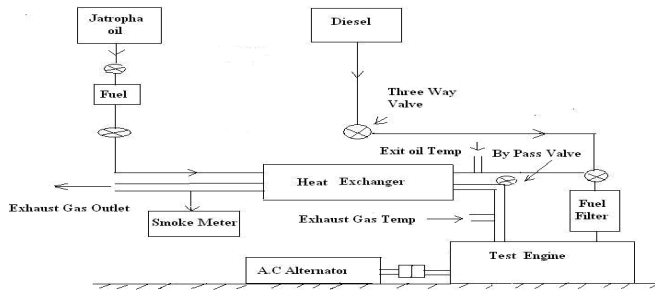 Jatropha
oil
Diesel
Fuel
Three Way
Valve
Exit oil Temp
By Pass Valve
Heat Exchanger
Exhaust Gas Outlet
Smoke Meter
Exhaust Gas Temp
Fuel
Filter
Test Engine
A.C Alternator